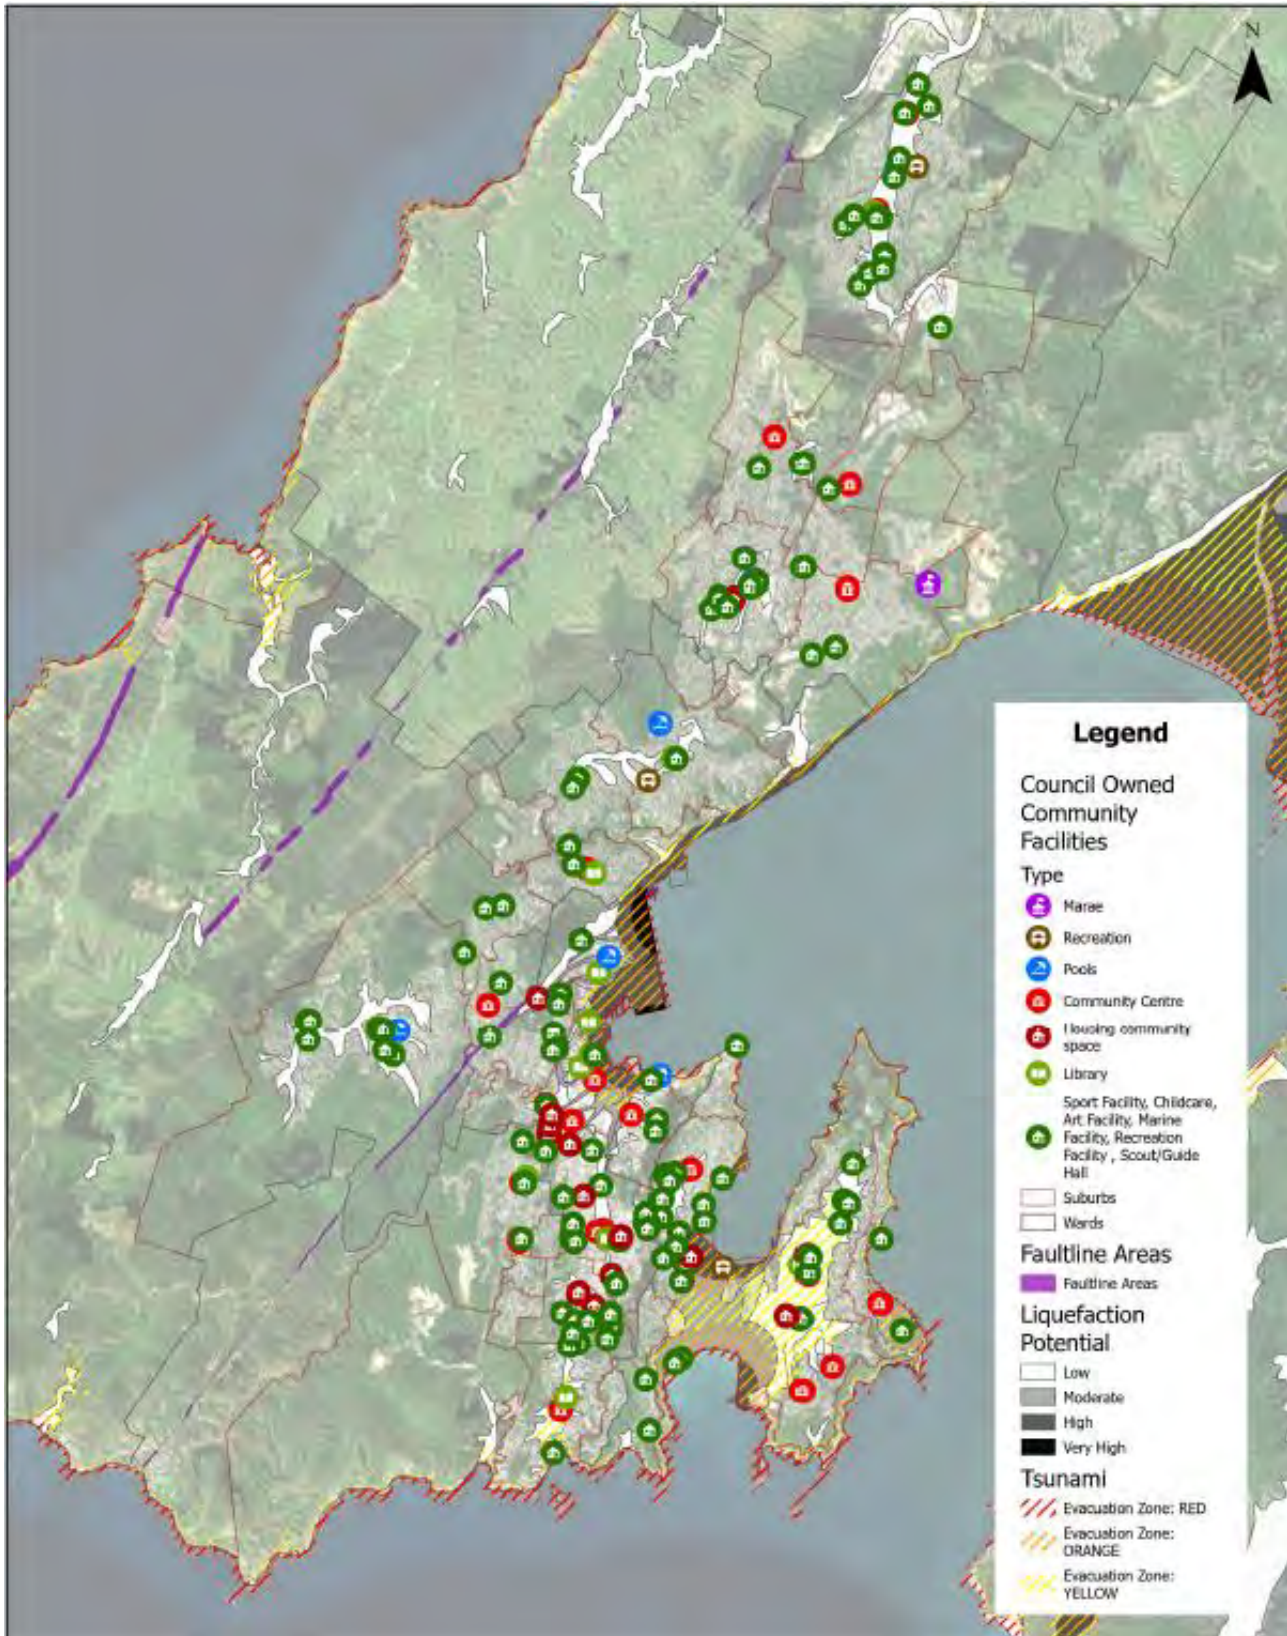 N
Legend
Council Owned
Community
Facilities
Type
Marae
Recreation
Pools
Community Centre
Housing community
space
Library
Sport Facility, Childcare,
Art Facility, Marine
Facility, Recreation
Facility , Scout/Guide
Hall
Suburbs
Wards
Faultline Areas
Faultline Areas
Liquefaction
Potential
Low
Moderate
High
Very High
Tsunami
Evacuation Zone: RED
Evacuation Zone:
ORANGE
Evacuation Zone:
YELLOW